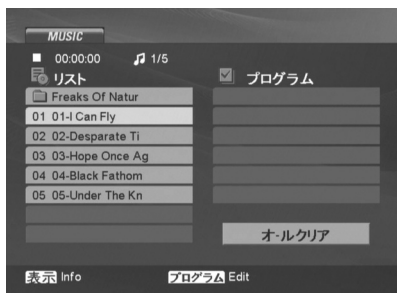 MUSIC
00:00:00 1/5
リスト
プログラム
Freaks Of Natur
01 01-I Can Fly
02 02-Desparate Ti
03 03-Hope Once Ag
04 04-Black Fathom
05 05-Under The Kn
オールクリア
表示 Info
プログラム Edit